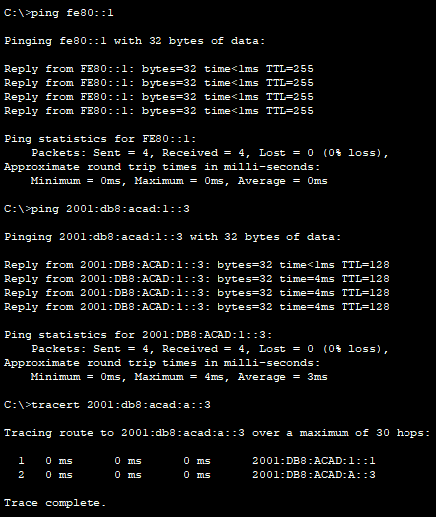 C:\>ping fe80::1
Pinging fe80::1 with 32 bytes of data:
Reply from FE80::1: bytes=32 time<1ms TTL=255
Reply from FE80::1: bytes=32 time<1ms TTL=255
Reply from FE80::1: bytes=32 time<1ms TTL=255
Reply from FE80::1: bytes=32 time<1ms TTL=255
Ping statistics for FE80::1:
Packets: Sent = 4, Received = 4, Lost = 0 (0% loss),
Approximate round trip times in milli-seconds:
Minimum = 0ms, Maximum = 0ms, Average = 0ms
C:\>ping 2001:db8:acad:1::3
Pinging 2001:db8:acad:1::3 with 32 bytes of data:
Reply from 2001:DB8:ACAD:1::3: bytes=32 time<1ms TTL=128
Reply from 2001:DB8:ACAD:1::3: bytes=32 time=4ms TTL=128
Reply from 2001:DB8:ACAD:1::3: bytes=32 time=4ms TTL=128
Reply from 2001:DB8:ACAD:1::3: bytes=32 time=4ms TTL=128
Ping statistics for 2001:DB8:ACAD:1::3:
Packets: Sent = 4, Received = 4, Lost = 0 (0% loss),
Approximate round trip times in milli-seconds:
Minimum = 0ms, Maximum = 4ms, Average = 3ms
C:\>tracert 2001:db8:acad:a::3
Tracing route to 2001:db8:acad:a::3 over a maximum of 30 hops:
1 0 ms 0 ms 0 ms 2001:DB8:ACAD:1::1
2 0 ms 0 ms 0 ms 2001:DB8:ACAD:A::3
Trace complete.